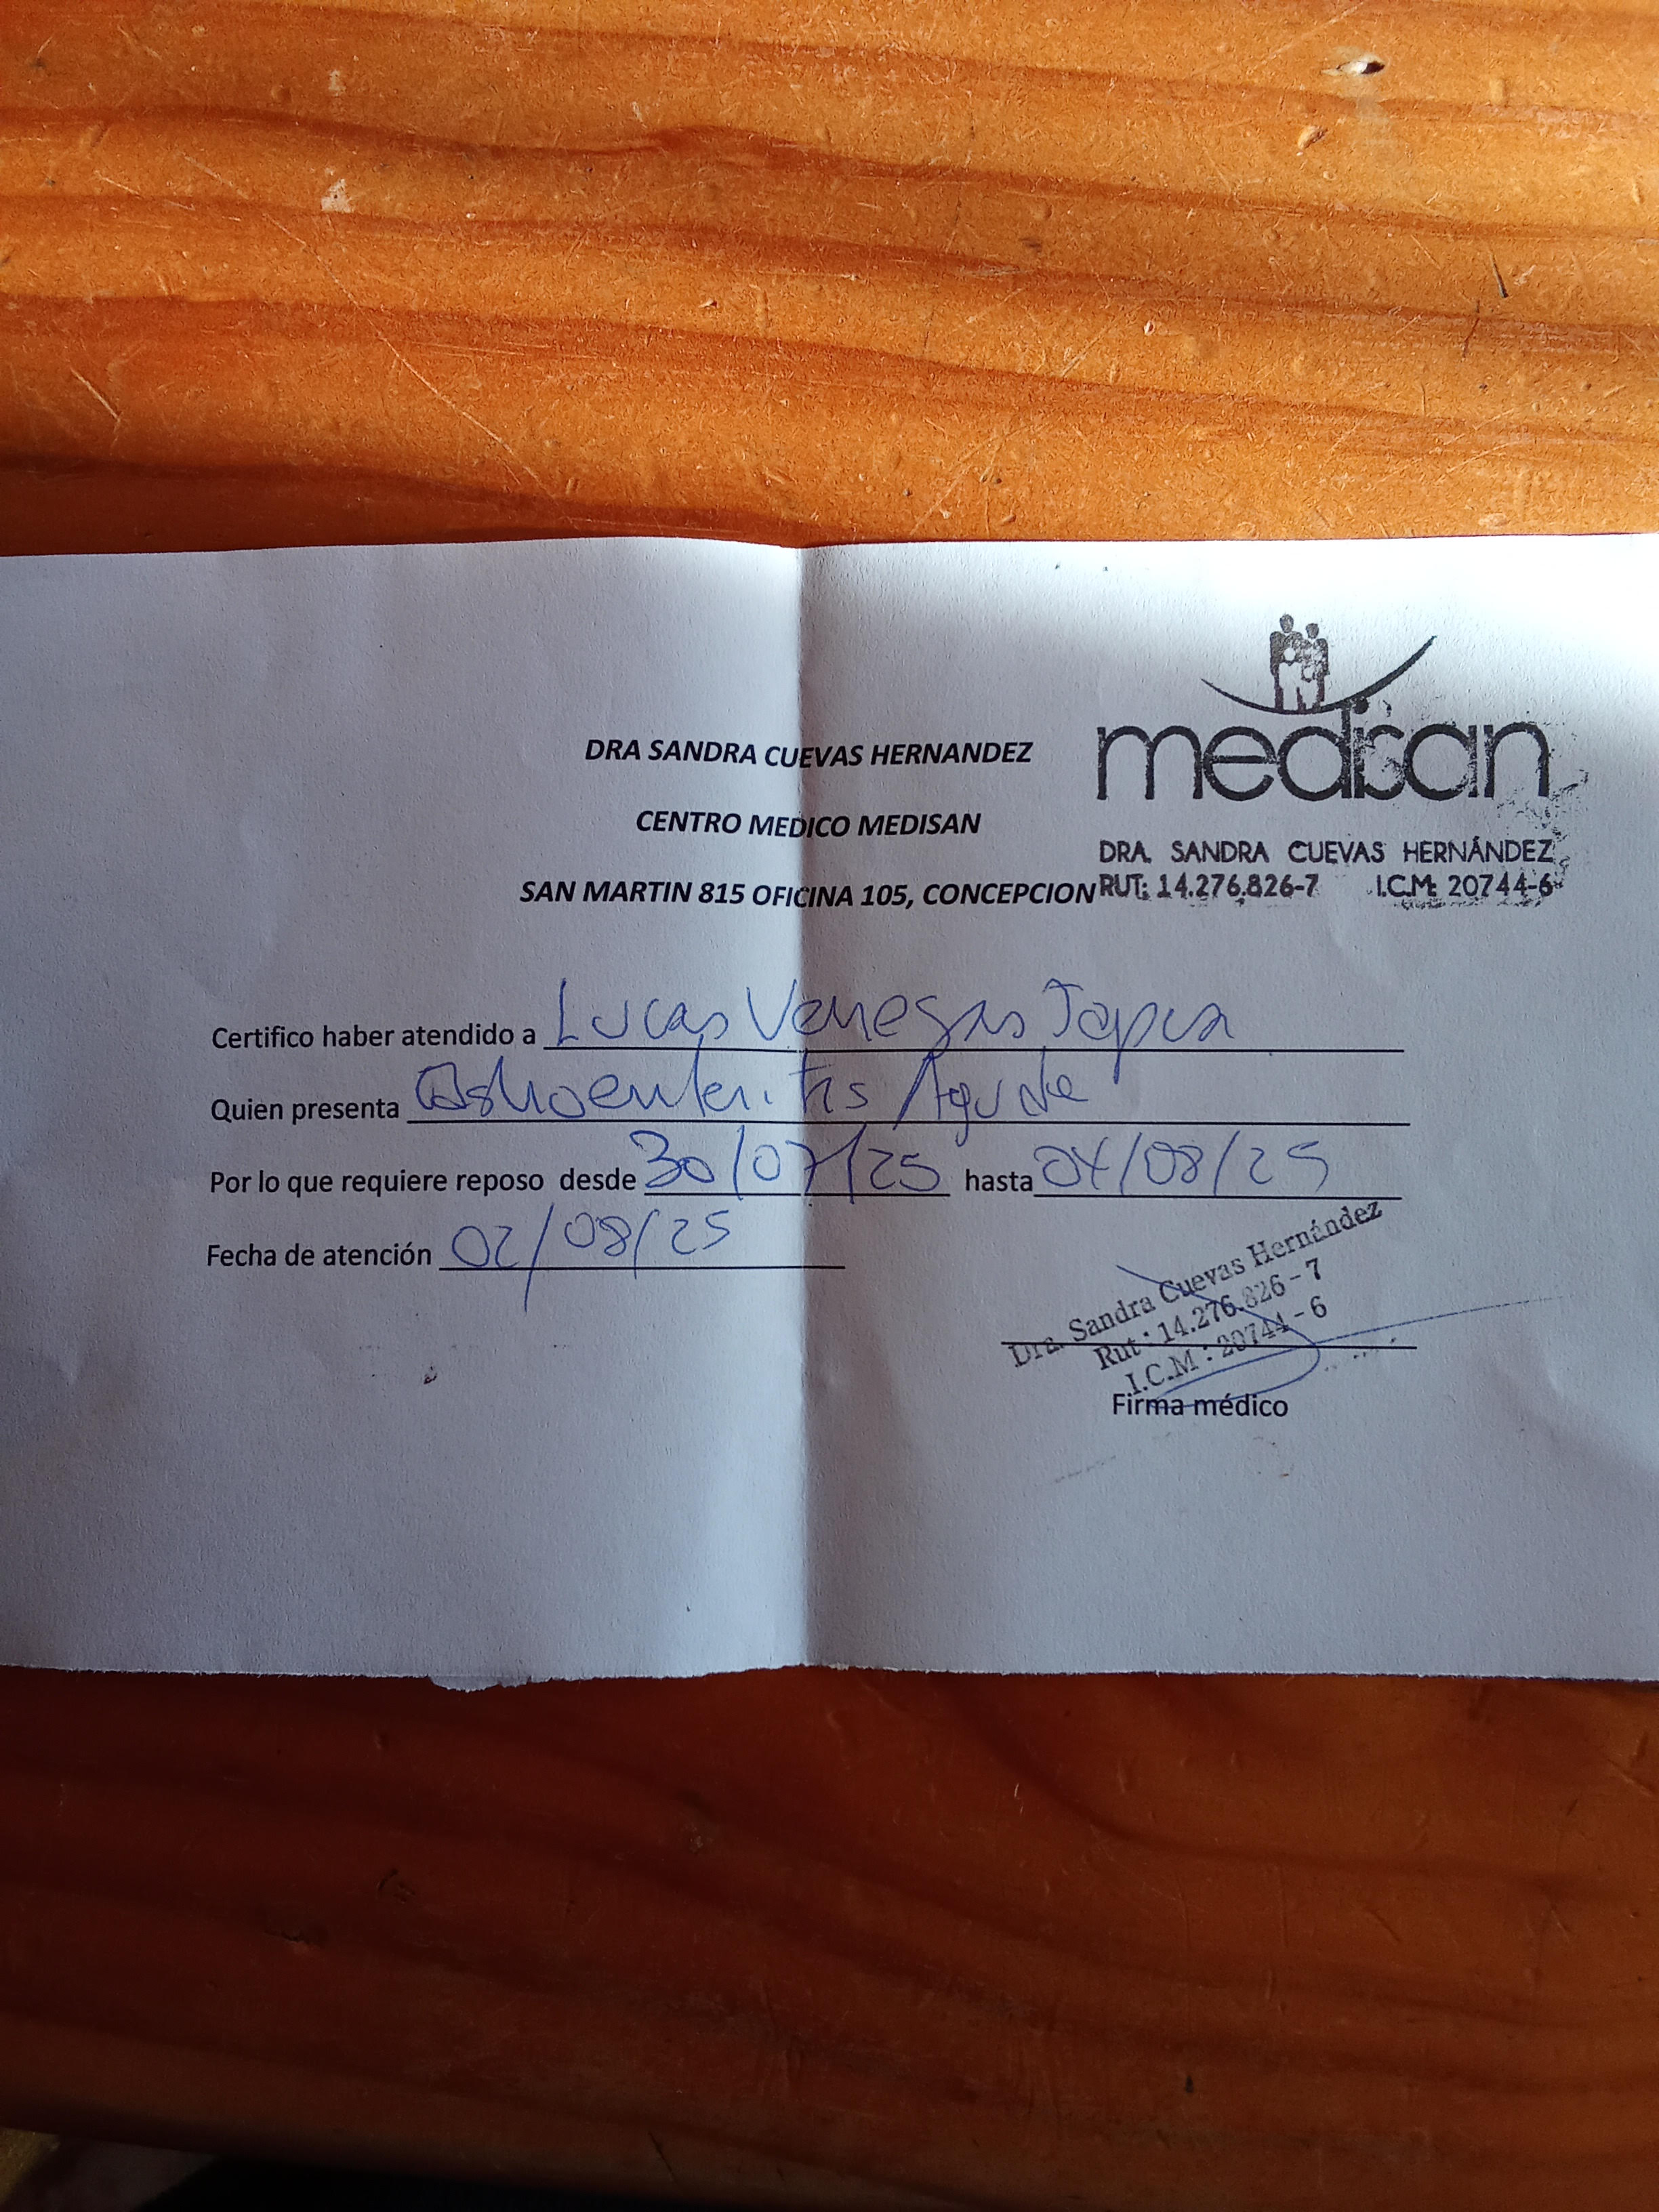 medisan
DRA SANDRA CUEVAS HERNANDEZ
CENTRO MEDICO MEDISAN
SAN MARTIN 815 OFICINA 105, CONCEPCION
DRA. SANDRA CUEVAS HERNÁNDEZ
RUT: 14.276.826-7 I.C.M: 20744-6
Certifico haber atendido a Lucas Venegas Tapia
Quien presenta Gastroenteritis Aguda
Por lo que requiere reposo desde 30/07/25 hasta 04/08/25
Fecha de atención 02/08/25
Dra. Sandra Cuevas Hernández
Rut : 14.276.826 - 7
I.C.M : 20744 - 6
Firma médico